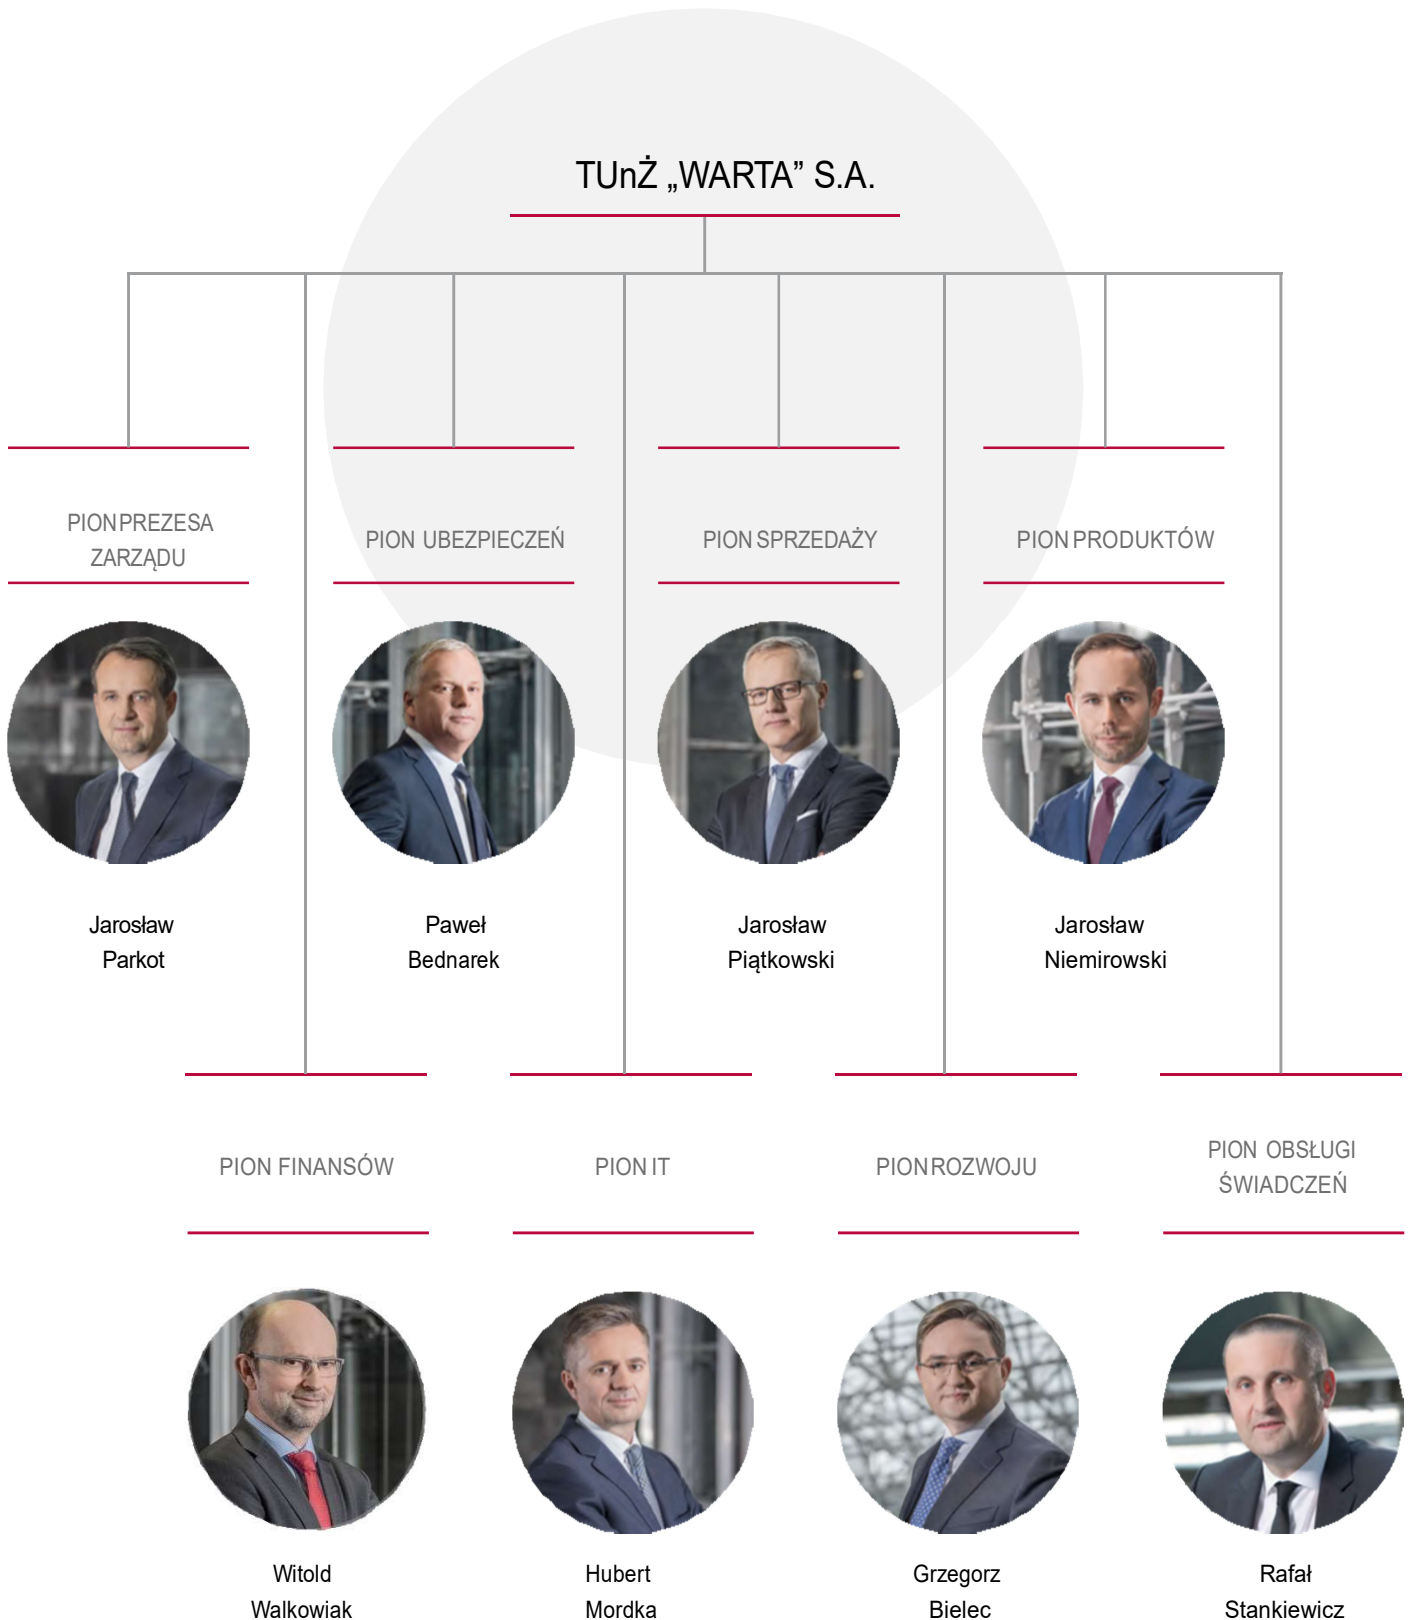 TUnŻ „WARTA” S.A.
PION PREZESA
ZARZĄDU
PION UBEZPIECZEŃ
PION SPRZEDAŻY
PION PRODUKTÓW
Jarosław
Parkot
Paweł
Bednarek
Jarosław
Piątkowski
Jarosław
Niemirowski
PION FINANSÓW
PION IT
PION ROZWOJU
PION OBSŁUGI
ŚWIADCZEŃ
Witold
Walkowiak
Hubert
Mordka
Grzegorz
Bielec
Rafał
Stankiewicz